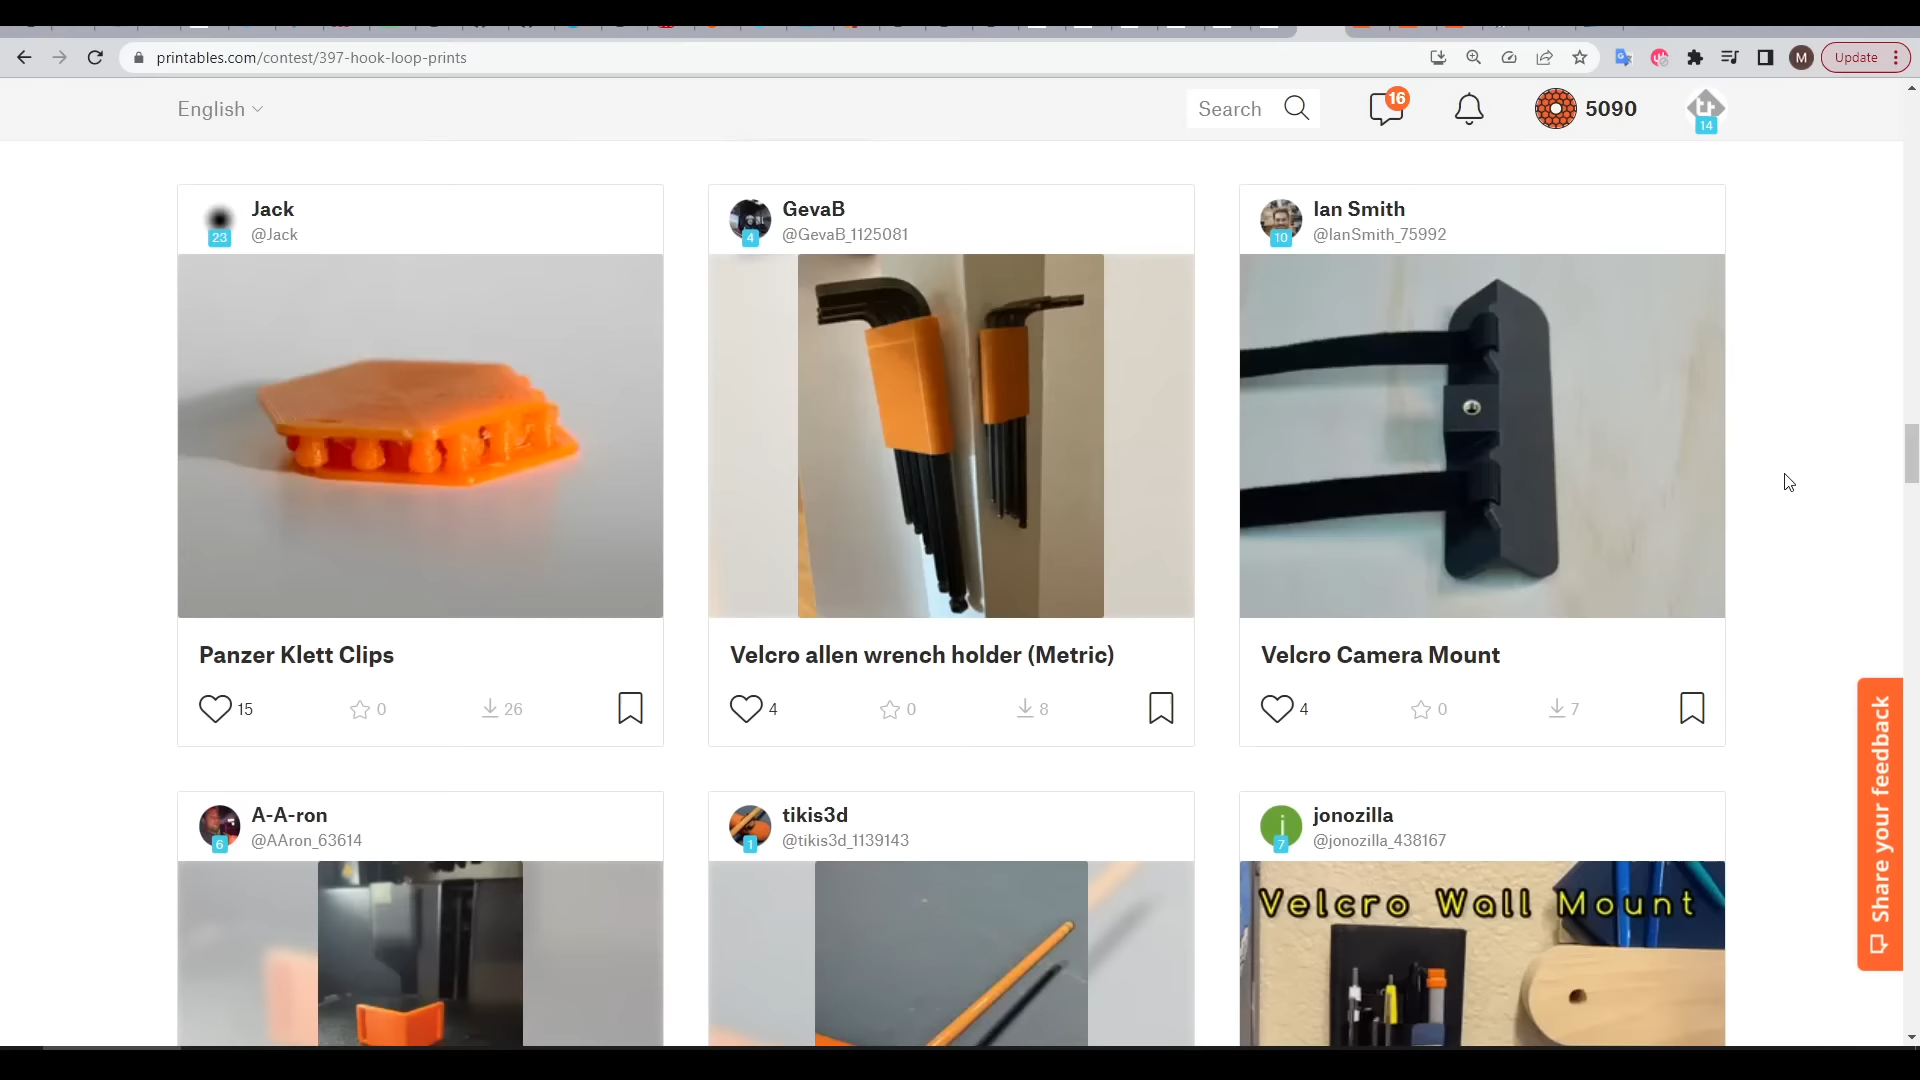 printables.com/contest/397-hook-loop-prints
M
Update
English
Search
16
5090
14
Jack
@Jack
23
GevaB
@GevaB_1125081
4
Ian Smith
@IanSmith_75992
10
Panzer Klett Clips
Velcro allen wrench holder (Metric)
Velcro Camera Mount
15 0 26
4 0 8
4 0 7
A-A-ron
@AAron_63614
6
tikis3d
@tikis3d_1139143
1
jonozilla
@jonozilla_438167
j
7
Velcro Wall Mount
Share your feedback